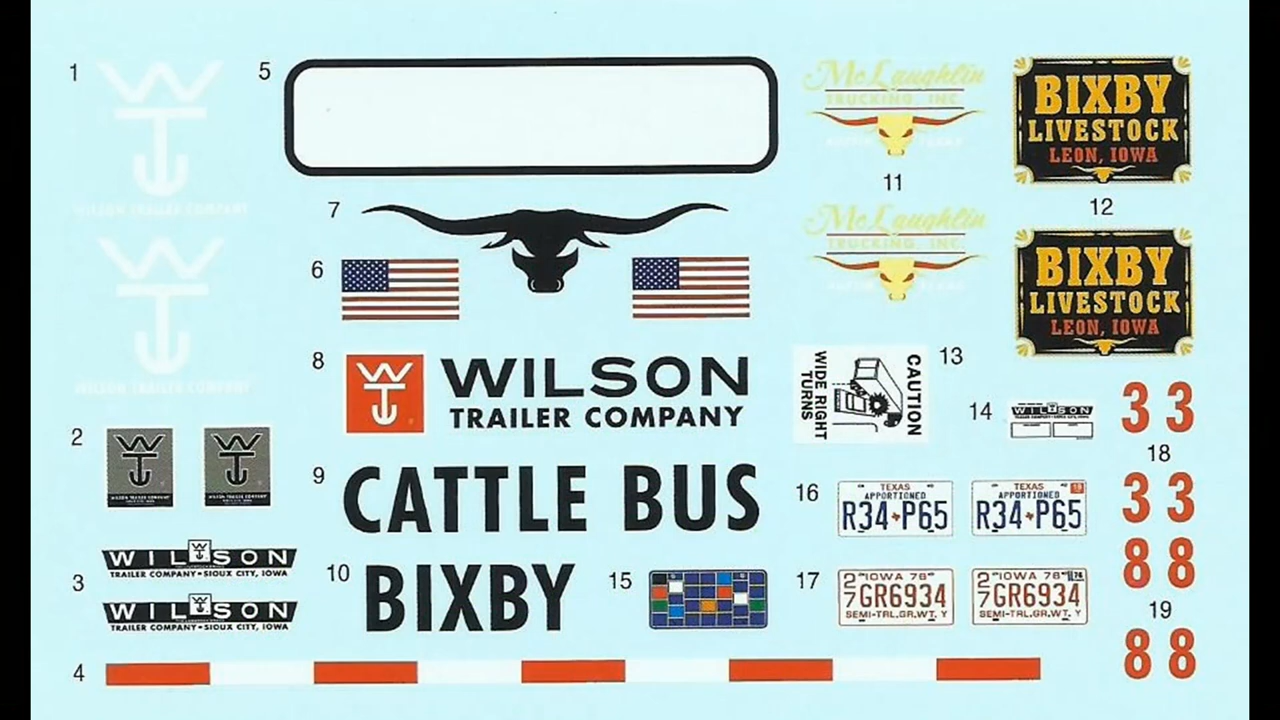 1
WILSON TRAILER COMPANY
WILSON TRAILER COMPANY
2
3
WILSON
TRAILER COMPANY - SIOUX CITY, IOWA
WILSON
TRAILER COMPANY - SIOUX CITY, IOWA
4
5
7
6
8
WILSON
TRAILER COMPANY
9
CATTLE BUS
10
BIXBY
McLaughlin
TRUCKING, INC.
11
McLaughlin
TRUCKING, INC.
BIXBY
LIVESTOCK
LEON, IOWA
12
BIXBY
LIVESTOCK
LEON, IOWA
CAUTION
WIDE RIGHT
TURNS
13
14
WILSON
15
16
TEXAS
APPORTIONED
R34 P65
TEXAS
APPORTIONED
R34 P65
17
27 IOWA 76
GR6934
SEMI-TRL.GR.WT. Y
27 IOWA 76
GR6934
SEMI-TRL.GR.WT. Y
3 3
18
3 3
8 8
19
8 8